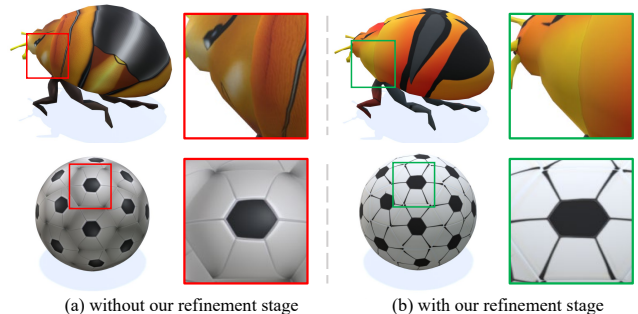 (a) without our refinement stage
(b) with our refinement stage